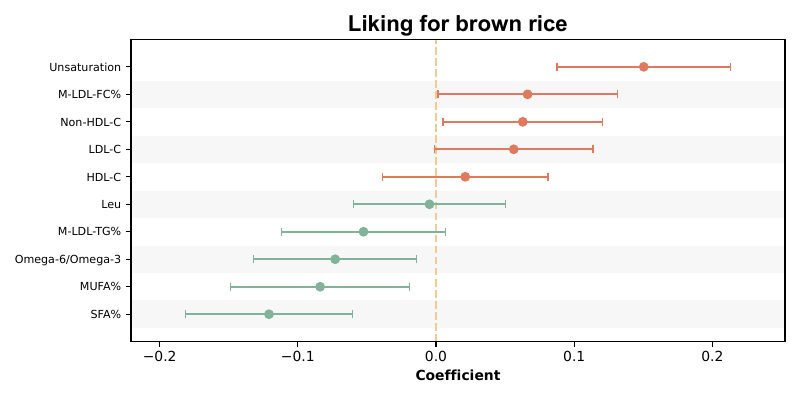 Liking for brown rice
Unsaturation
M-LDL-FC%
Non-HDL-C
LDL-C
HDL-C
Leu
M-LDL-TG%
Omega-6/Omega-3
MUFA%
SFA%
−0.2 −0.1 0.0 0.1 0.2
Coefficient